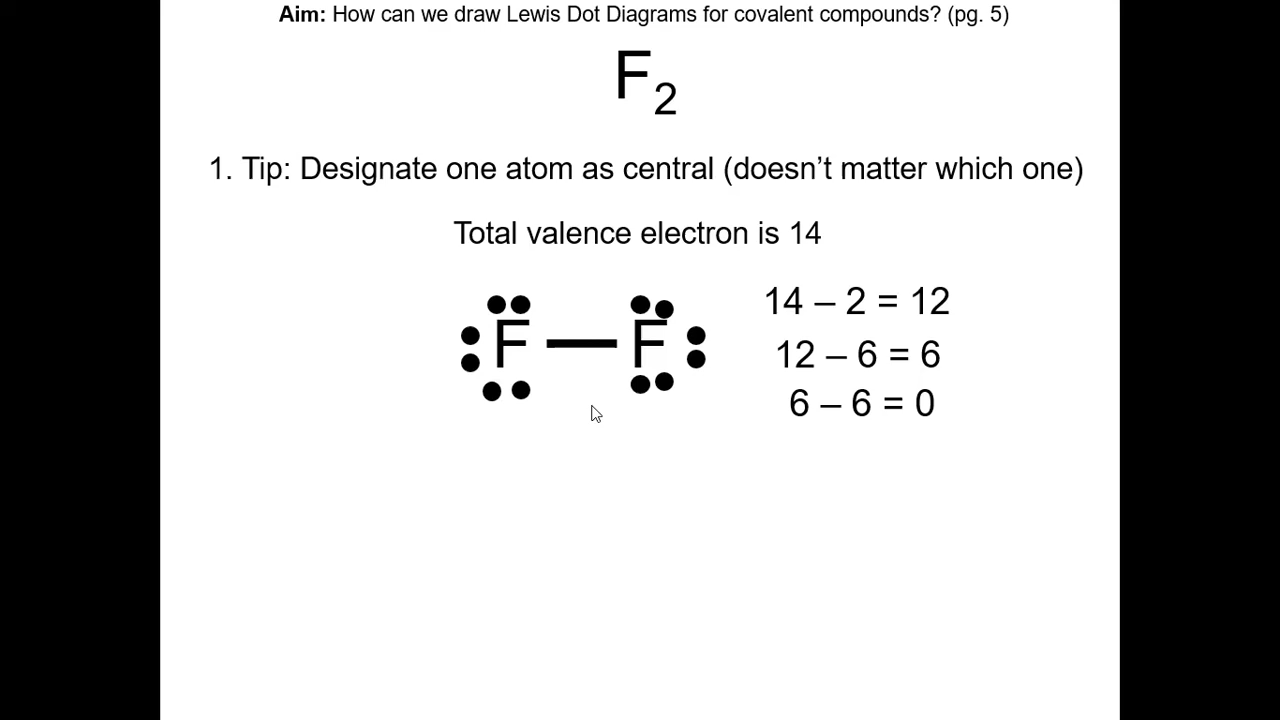 Aim: How can we draw Lewis Dot Diagrams for covalent compounds? (pg. 5)
F2
1. Tip: Designate one atom as central (doesn’t matter which one)
Total valence electron is 14
F — F
14 – 2 = 12
12 – 6 = 6
6 – 6 = 0